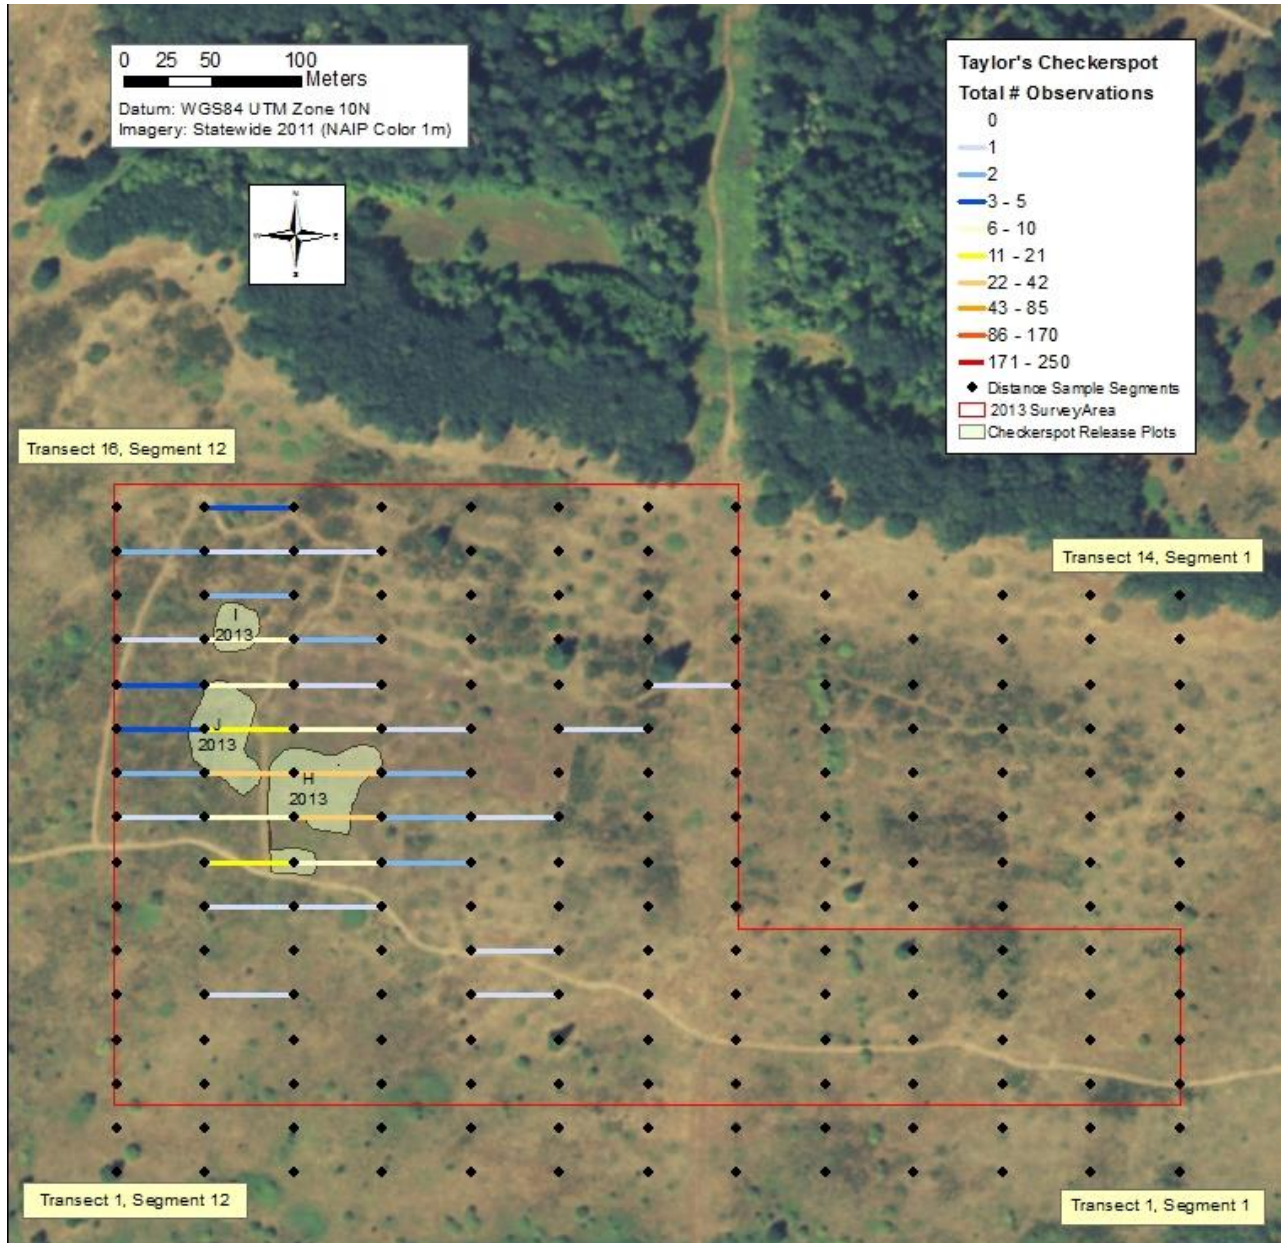 0 25 50 100
Meters
Datum: WGS84 UTM Zone 10N
Imagery: Statewide 2011 (NAIP Color 1m)
N
W E
S
Taylor's Checkerspot
Total # Observations
0
1
2
3 - 5
6 - 10
11 - 21
22 - 42
43 - 85
86 - 170
171 - 250
Distance Sample Segments
2013 SurveyArea
Checkerspot Release Plots
Transect 16, Segment 12
Transect 14, Segment 1
I
2013
J
2013
H
2013
Transect 1, Segment 12
Transect 1, Segment 1